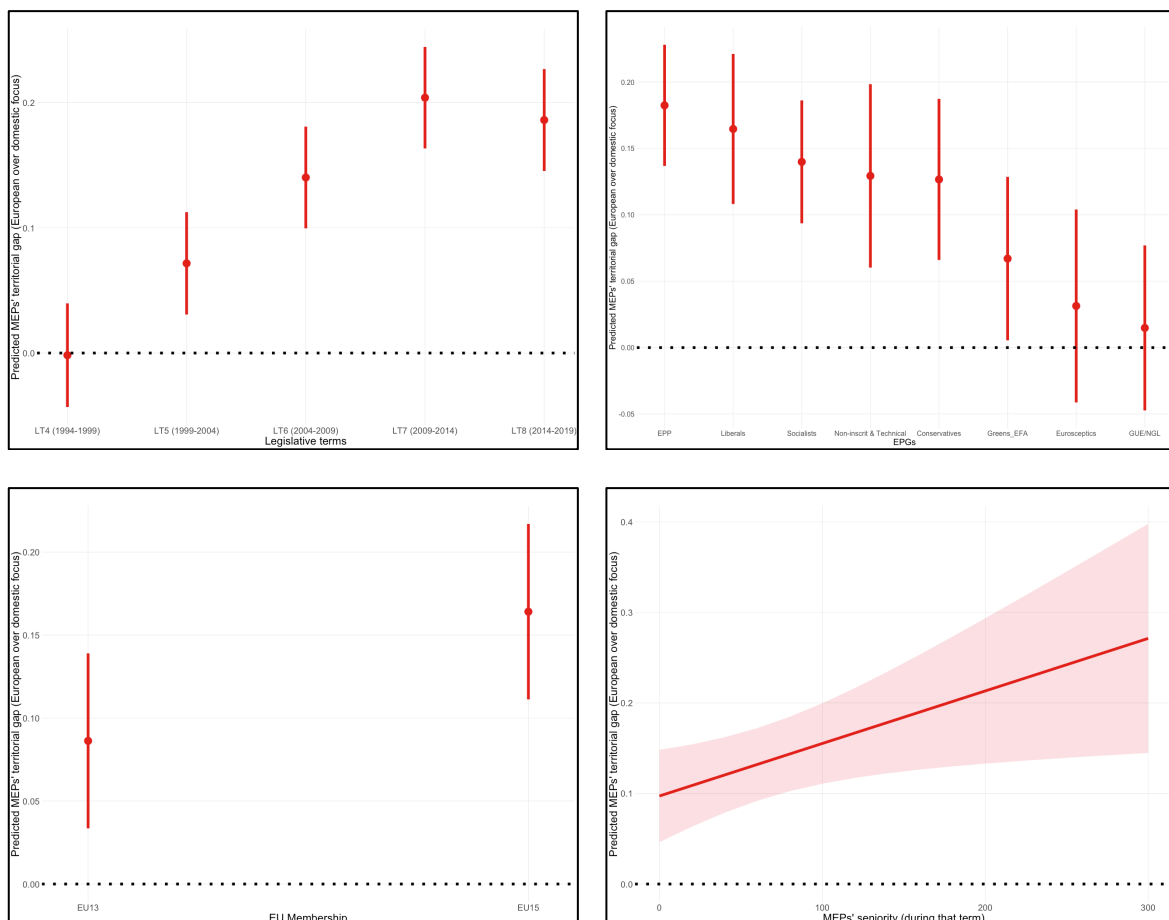 Predicted MEPs' territorial gap (European over domestic focus)
0.2
0.1
0.0
LT4 (1994-1999) LT5 (1999-2004) LT6 (2004-2009) LT7 (2009-2014) LT8 (2014-2019)
Legislative terms
Predicted MEPs' territorial gap (European over domestic focus)
0.20
0.15
0.10
0.05
0.00
-0.05
EPP Liberals Socialists Non-inscrit & Technical Conservatives Greens_EFA Eurosceptics GUE/NGL
EPGs
Predicted MEPs' territorial gap (European over domestic focus)
0.20
0.15
0.10
0.05
0.00
EU13 EU15
EU Membership
Predicted MEPs' territorial gap (European over domestic focus)
0.4
0.3
0.2
0.1
0.0
0 100 200 300
MEPs' seniority (during that term)